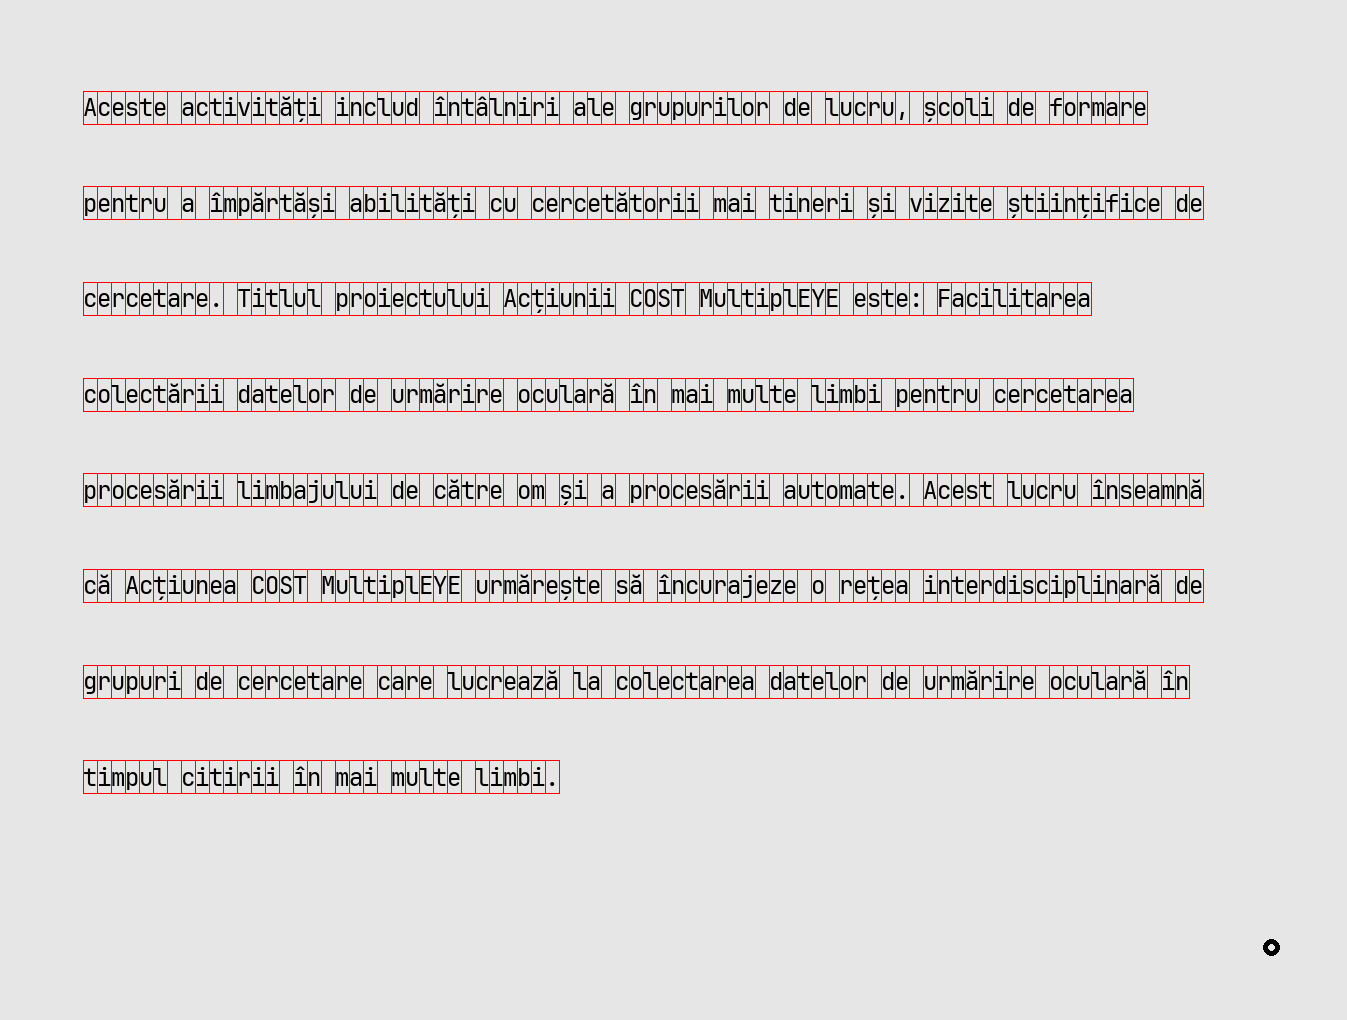 Aceste activități includ întâlniri ale grupurilor de lucru, școli de formare
pentru a împărtăși abilități cu cercetătorii mai tineri și vizite științifice de
cercetare. Titlul proiectului Acțiunii COST MultiplEYE este: Facilitarea
colectării datelor de urmărire oculară în mai multe limbi pentru cercetarea
procesării limbajului de către om și a procesării automate. Acest lucru înseamnă
că Acțiunea COST MultiplEYE urmărește să încurajeze o rețea interdisciplinară de
grupuri de cercetare care lucrează la colectarea datelor de urmărire oculară în
timpul citirii în mai multe limbi.